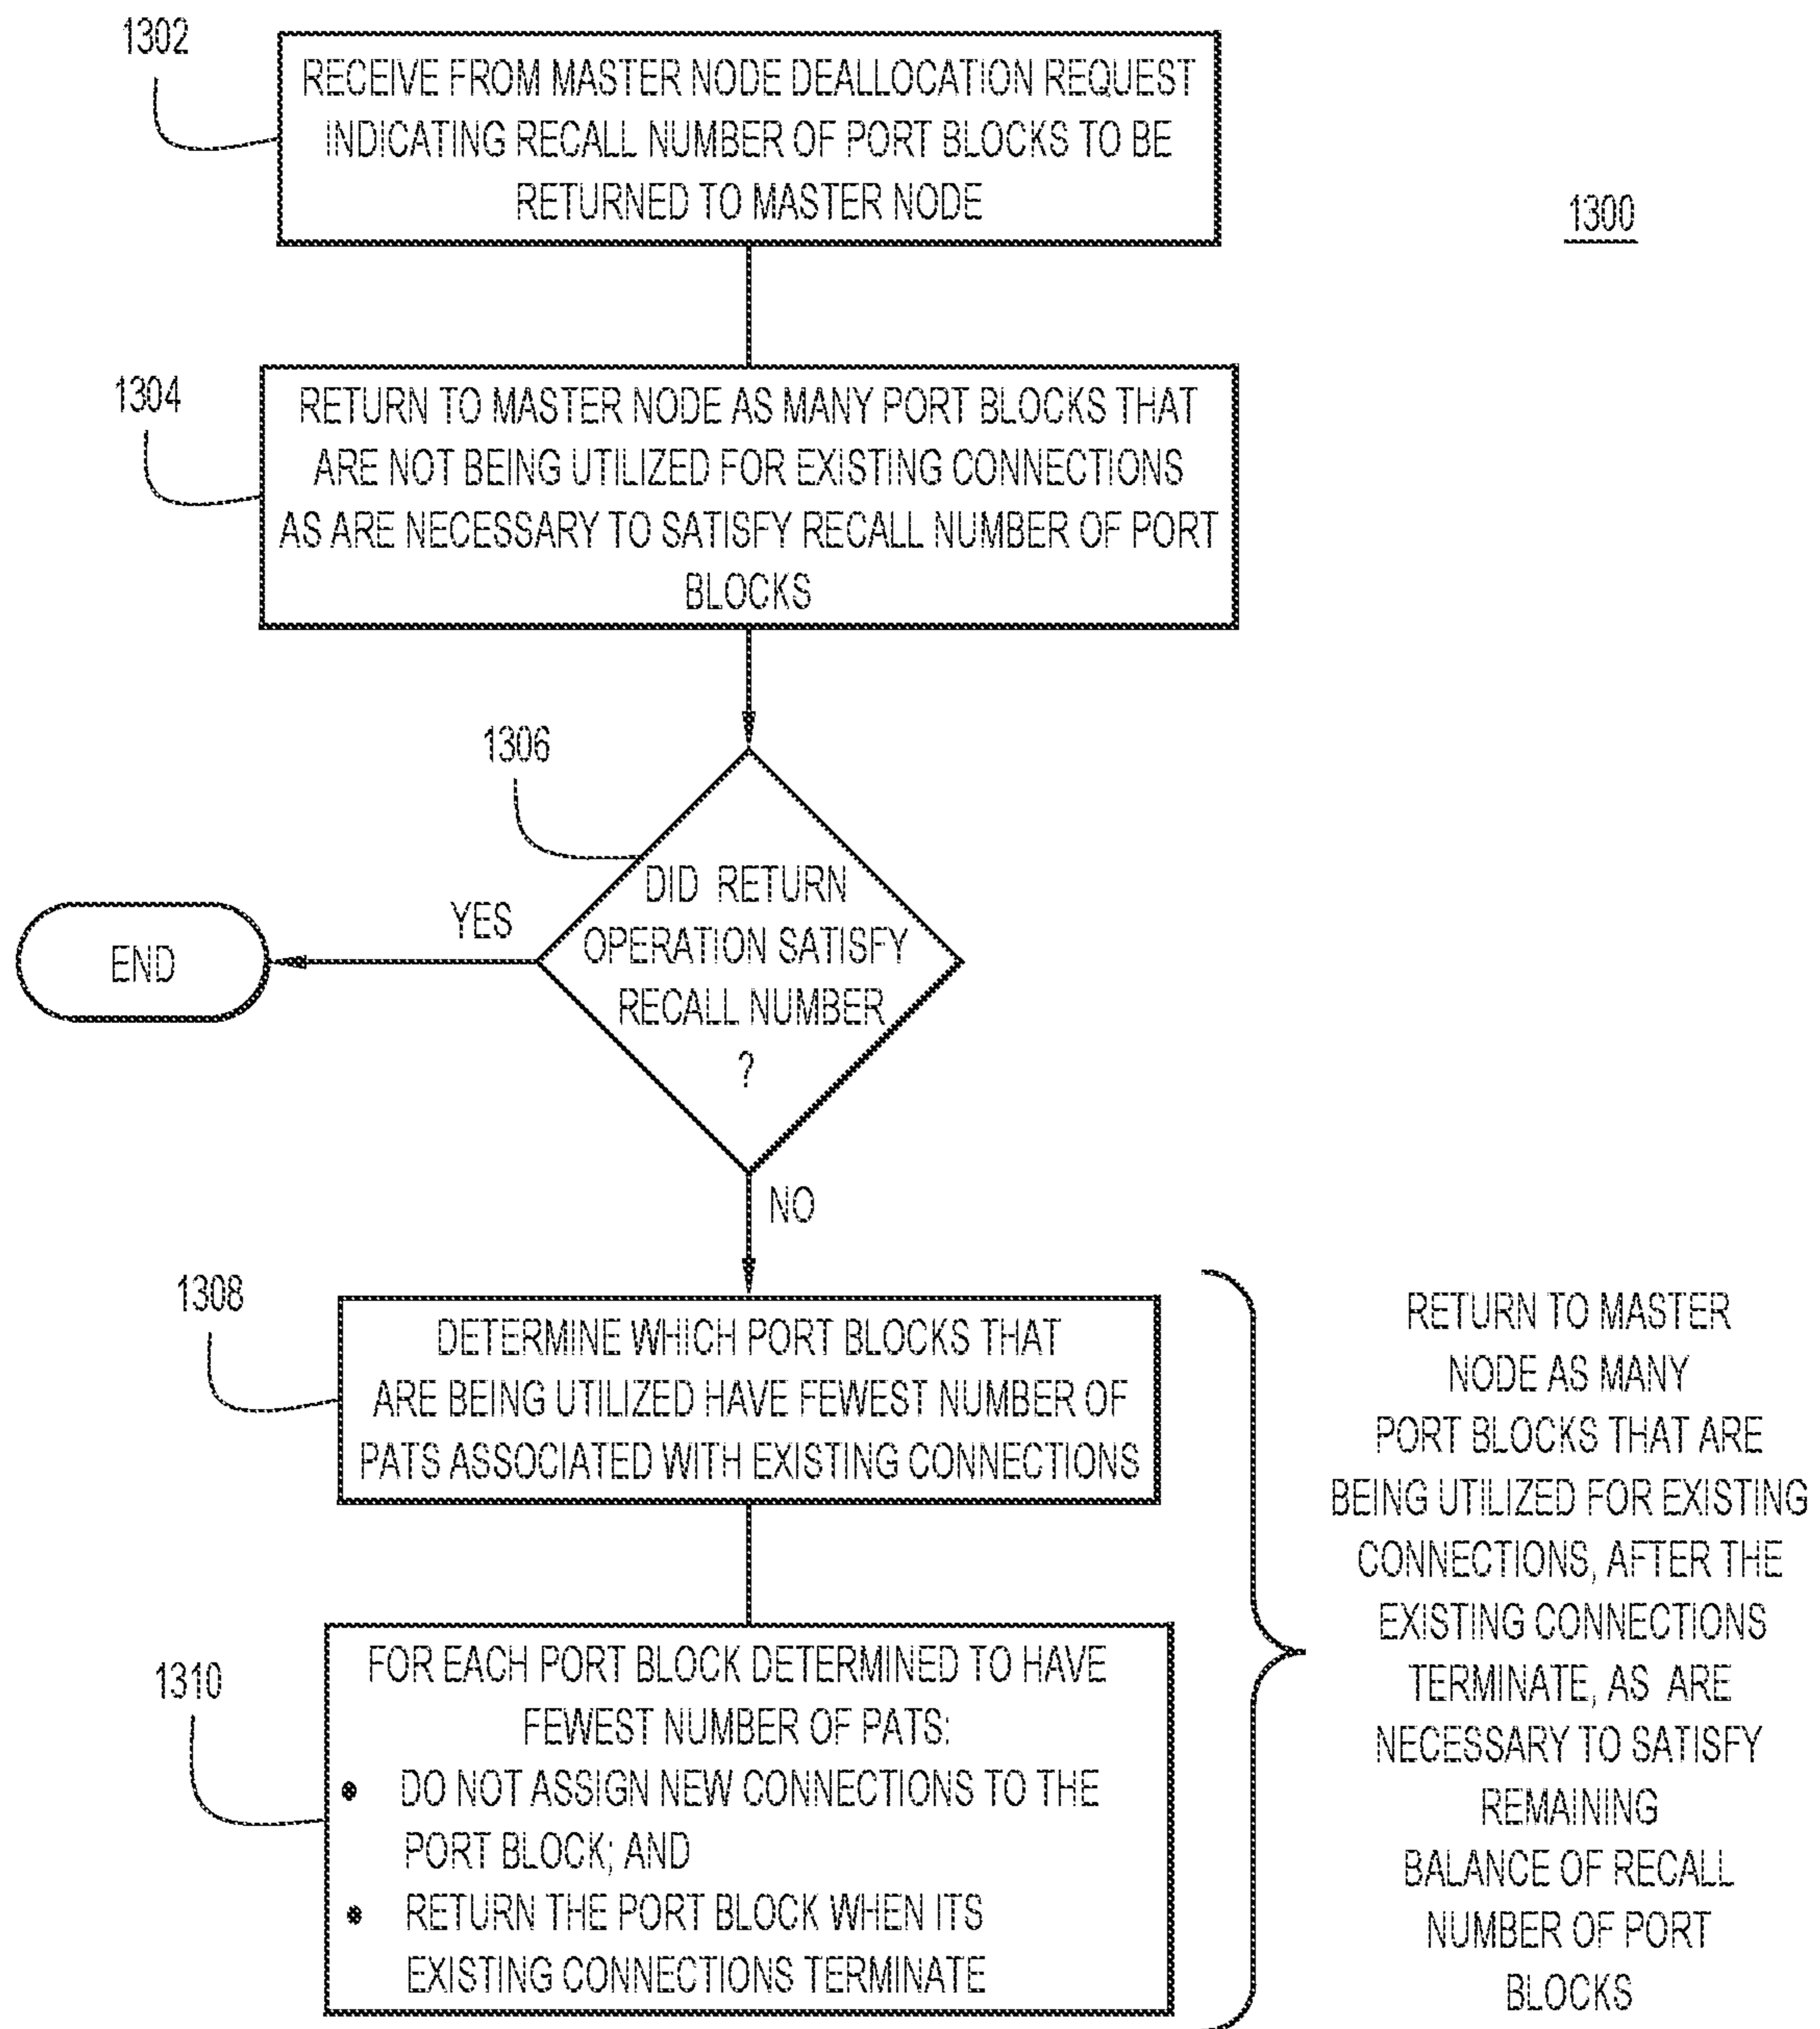 1302
RECEIVE FROM MASTER NODE DEALLOCATION REQUEST
INDICATING RECALL NUMBER OF PORT BLOCKS TO BE
RETURNED TO MASTER NODE
1300
1304
RETURN TO MASTER NODE AS MANY PORT BLOCKS THAT
ARE NOT BEING UTILIZED FOR EXISTING CONNECTIONS
AS ARE NECESSARY TO SATISFY RECALL NUMBER OF PORT
BLOCKS
1306
DID RETURN
OPERATION SATISFY
RECALL NUMBER
?
YES
END
NO
1308
DETERMINE WHICH PORT BLOCKS THAT
ARE BEING UTILIZED HAVE FEWEST NUMBER OF
PATS ASSOCIATED WITH EXISTING CONNECTIONS
1310
FOR EACH PORT BLOCK DETERMINED TO HAVE
FEWEST NUMBER OF PATS:
• DO NOT ASSIGN NEW CONNECTIONS TO THE
PORT BLOCK; AND
• RETURN THE PORT BLOCK WHEN ITS
EXISTING CONNECTIONS TERMINATE
RETURN TO MASTER
NODE AS MANY
PORT BLOCKS THAT ARE
BEING UTILIZED FOR EXISTING
CONNECTIONS, AFTER THE
EXISTING CONNECTIONS
TERMINATE, AS ARE
NECESSARY TO SATISFY
REMAINING
BALANCE OF RECALL
NUMBER OF PORT
BLOCKS